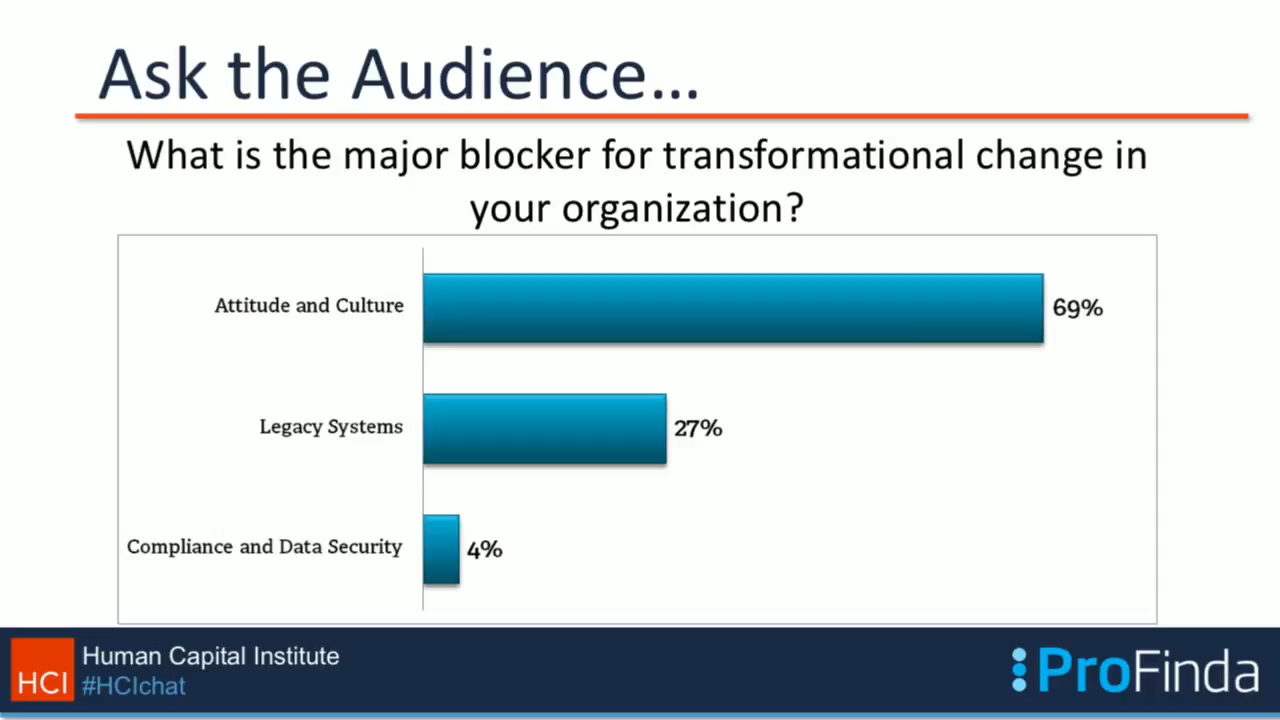 Ask the Audience...
What is the major blocker for transformational change in
your organization?
Attitude and Culture
69%
Legacy Systems
27%
Compliance and Data Security
4%
HCI
Human Capital Institute
#HCIchat
ProFinda